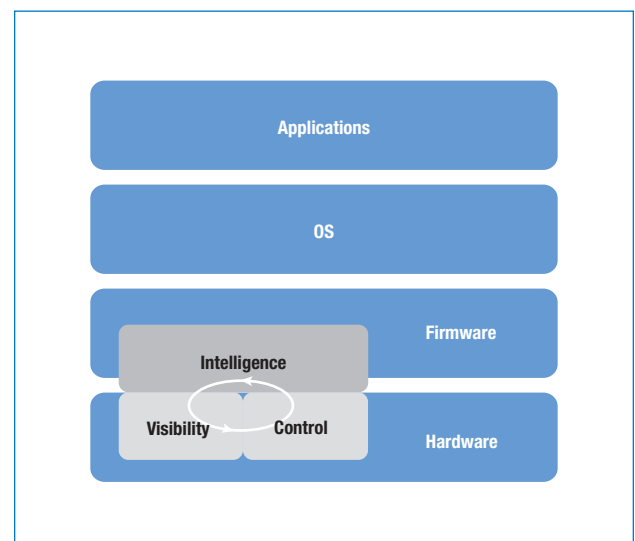 Applications
OS
Firmware
Intelligence
Visibility
Control
Hardware